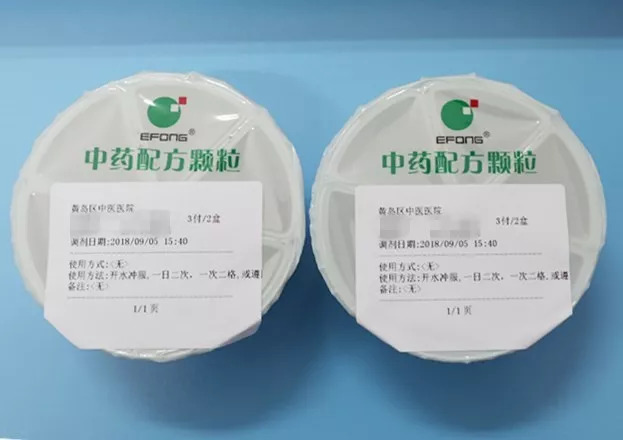 EFONG®
中药配方颗粒
黄岛区中医医院
3付/2盒
调剂日期:2018/09/05 15:40
使用方式:<无>
使用方法:开水冲服,一日二次,一次二格,或遵
备注:<无>
1/1页
EFONG®
中药配方颗粒
黄岛区中医医院
3付/2盒
调剂日期:2018/09/05 15:40
使用方式:<无>
使用方法:开水冲服,一日二次,一次二格,或遵
备注:<无>
1/1页